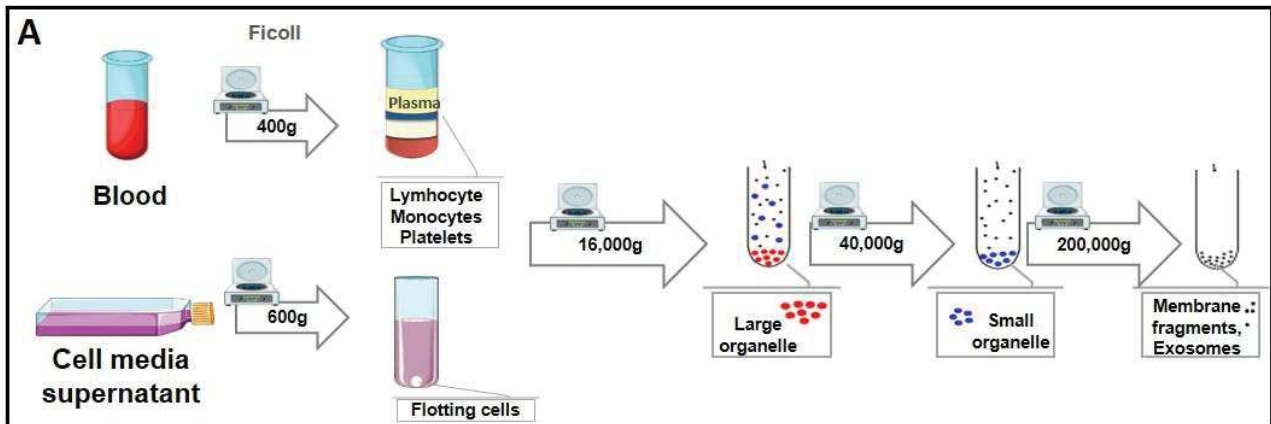 A
Ficoll
400g
Plasma
Blood
Lymhocyte
Monocytes
Platelets
600g
Cell media
supernatant
Flotting cells
16,000g
Large
organelle
40,000g
Small
organelle
200,000g
Membrane
fragments,
Exosomes